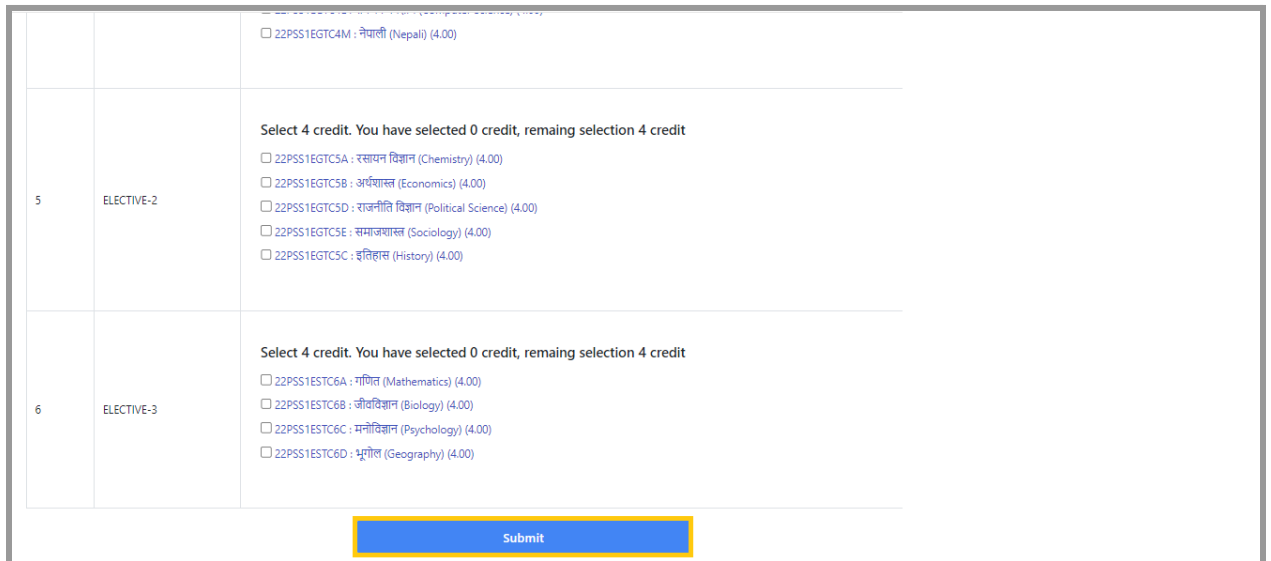 22PSS1EGTC4M : नेपाली (Nepali) (4.00)
5
ELECTIVE-2
Select 4 credit. You have selected 0 credit, remaing selection 4 credit
22PSS1EGTC5A : रसायन विज्ञान (Chemistry) (4.00)
22PSS1EGTC5B : अर्थशास्त्र (Economics) (4.00)
22PSS1EGTC5D : राजनीति विज्ञान (Political Science) (4.00)
22PSS1EGTC5E : समाजशास्त्र (Sociology) (4.00)
22PSS1EGTC5C : इतिहास (History) (4.00)
6
ELECTIVE-3
Select 4 credit. You have selected 0 credit, remaing selection 4 credit
22PSS1ESTC6A : गणित (Mathematics) (4.00)
22PSS1ESTC6B : जीवविज्ञान (Biology) (4.00)
22PSS1ESTC6C : मनोविज्ञान (Psychology) (4.00)
22PSS1ESTC6D : भूगोल (Geography) (4.00)
Submit